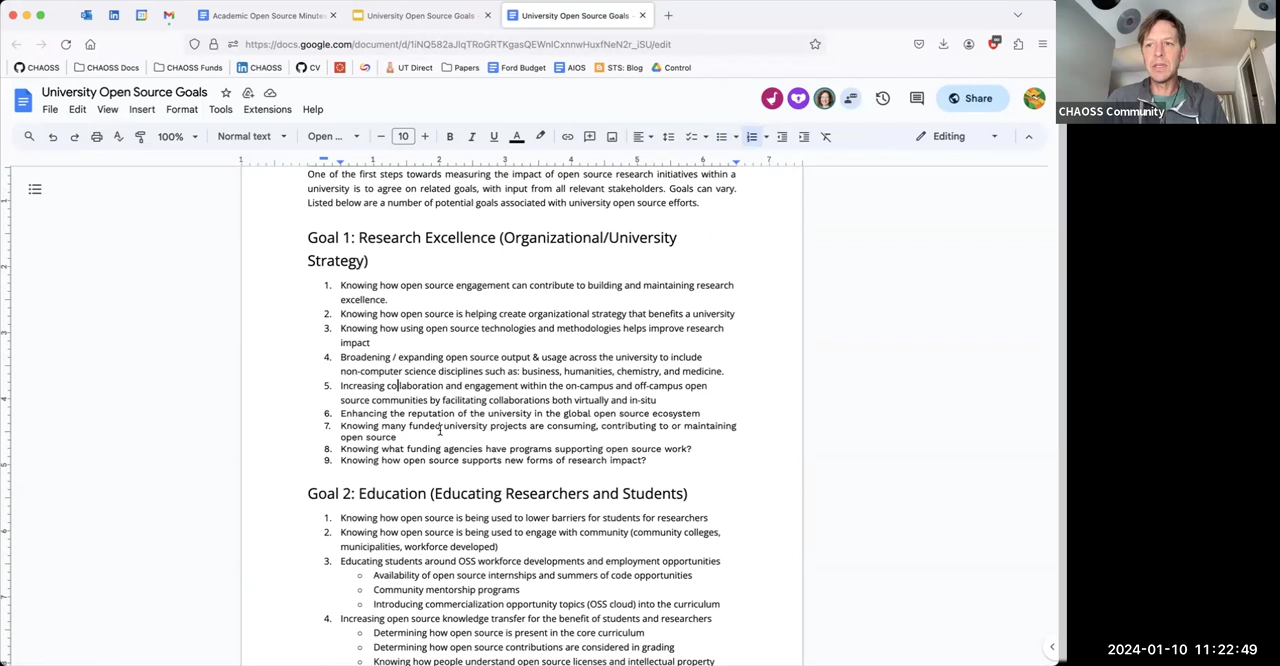 Academic Open Source Minutes
University Open Source Goals
University Open Source Goals -
https://docs.google.com/document/d/1iNQ582aJlqTRoGRTKgasQEWnICxnnwHuxfNeN2r_iSU/edit
CHAOSS
CHAOSS Docs
CHAOSS Funds
CHAOSS
CV
UT Direct
Papers
Ford Budget
AIOS
STS: Blog
Control
CHAOSS Community
University Open Source Goals
File Edit View Insert Format Tools Extensions Help
Share
100% Normal text Open ... 10 Editing
1 1 2 3 4 5 6 7
One of the first steps towards measuring the impact of open source research initiatives within a
university is to agree on related goals, with input from all relevant stakeholders. Goals can vary.
Listed below are a number of potential goals associated with university open source efforts.
Goal 1: Research Excellence (Organizational/University
Strategy)
1. Knowing how open source engagement can contribute to building and maintaining research
excellence.
2. Knowing how open source is helping create organizational strategy that benefits a university
3. Knowing how using open source technologies and methodologies helps improve research
impact
4. Broadening / expanding open source output & usage across the university to include
non-computer science disciplines such as: business, humanities, chemistry, and medicine.
5. Increasing collaboration and engagement within the on-campus and off-campus open
source communities by facilitating collaborations both virtually and in-situ
6. Enhancing the reputation of the university in the global open source ecosystem
7. Knowing many funded university projects are consuming, contributing to or maintaining
open source
8. Knowing what funding agencies have programs supporting open source work?
9. Knowing how open source supports new forms of research impact?
Goal 2: Education (Educating Researchers and Students)
1. Knowing how open source is being used to lower barriers for students for researchers
2. Knowing how open source is being used to engage with community (community colleges,
municipalities, workforce developed)
3. Educating students around OSS workforce developments and employment opportunities
○ Availability of open source internships and summers of code opportunities
○ Community mentorship programs
○ Introducing commercialization opportunity topics (OSS cloud) into the curriculum
4. Increasing open source knowledge transfer for the benefit of students and researchers
○ Determining how open source is present in the core curriculum
○ Determining how open source contributions are considered in grading
○ Knowing how people understand open source licenses and intellectual property
2024-01-10 11:22:49